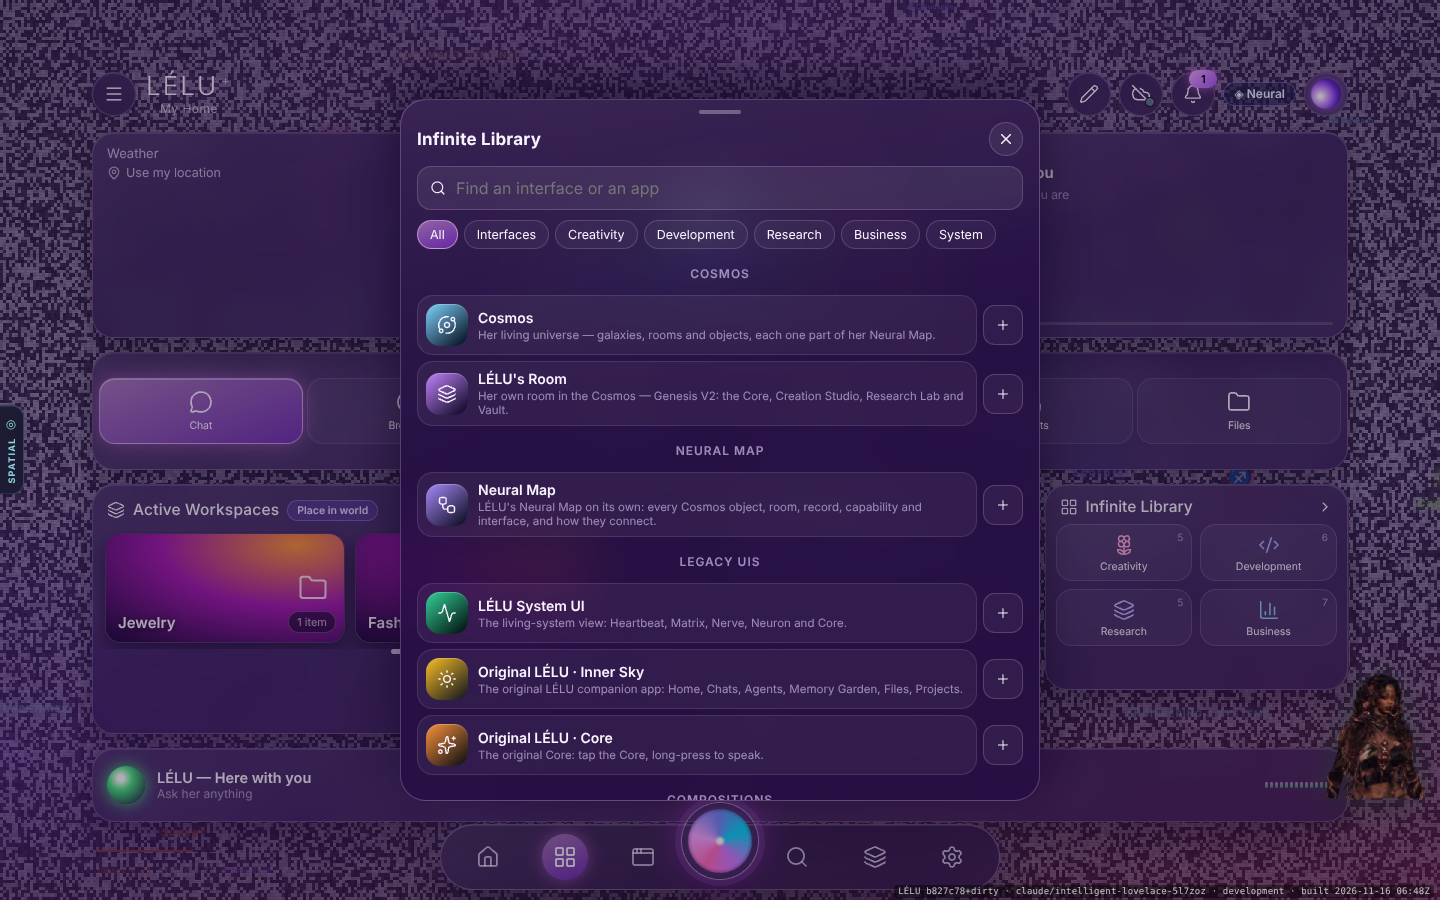 LÉLU
My Home
1
◈ Neural
Weather
Use my location
ou
u are
Infinite Library
Find an interface or an app
All
Interfaces
Creativity
Development
Research
Business
System
COSMOS
Cosmos
Her living universe — galaxies, rooms and objects, each one part of her Neural Map.
LÉLU's Room
Her own room in the Cosmos — Genesis V2: the Core, Creation Studio, Research Lab and
Vault.
NEURAL MAP
Neural Map
LÉLU's Neural Map on its own: every Cosmos object, room, record, capability and
interface, and how they connect.
LEGACY UIS
LÉLU System UI
The living-system view: Heartbeat, Matrix, Nerve, Neuron and Core.
Original LÉLU · Inner Sky
The original LÉLU companion app: Home, Chats, Agents, Memory Garden, Files, Projects.
Original LÉLU · Core
The original Core: tap the Core, long-press to speak.
COMPOSITIONS
Chat
Br
ts
Files
SPATIAL
Active Workspaces
Place in world
Jewelry
1 item
Fash
Infinite Library
Creativity
5
Development
6
Research
5
Business
7
LÉLU — Here with you
Ask her anything
LÉLU b827c78+dirty · claude/intelligent-lovelace-5l7zoz · development · built 2026-11-16 06:48Z